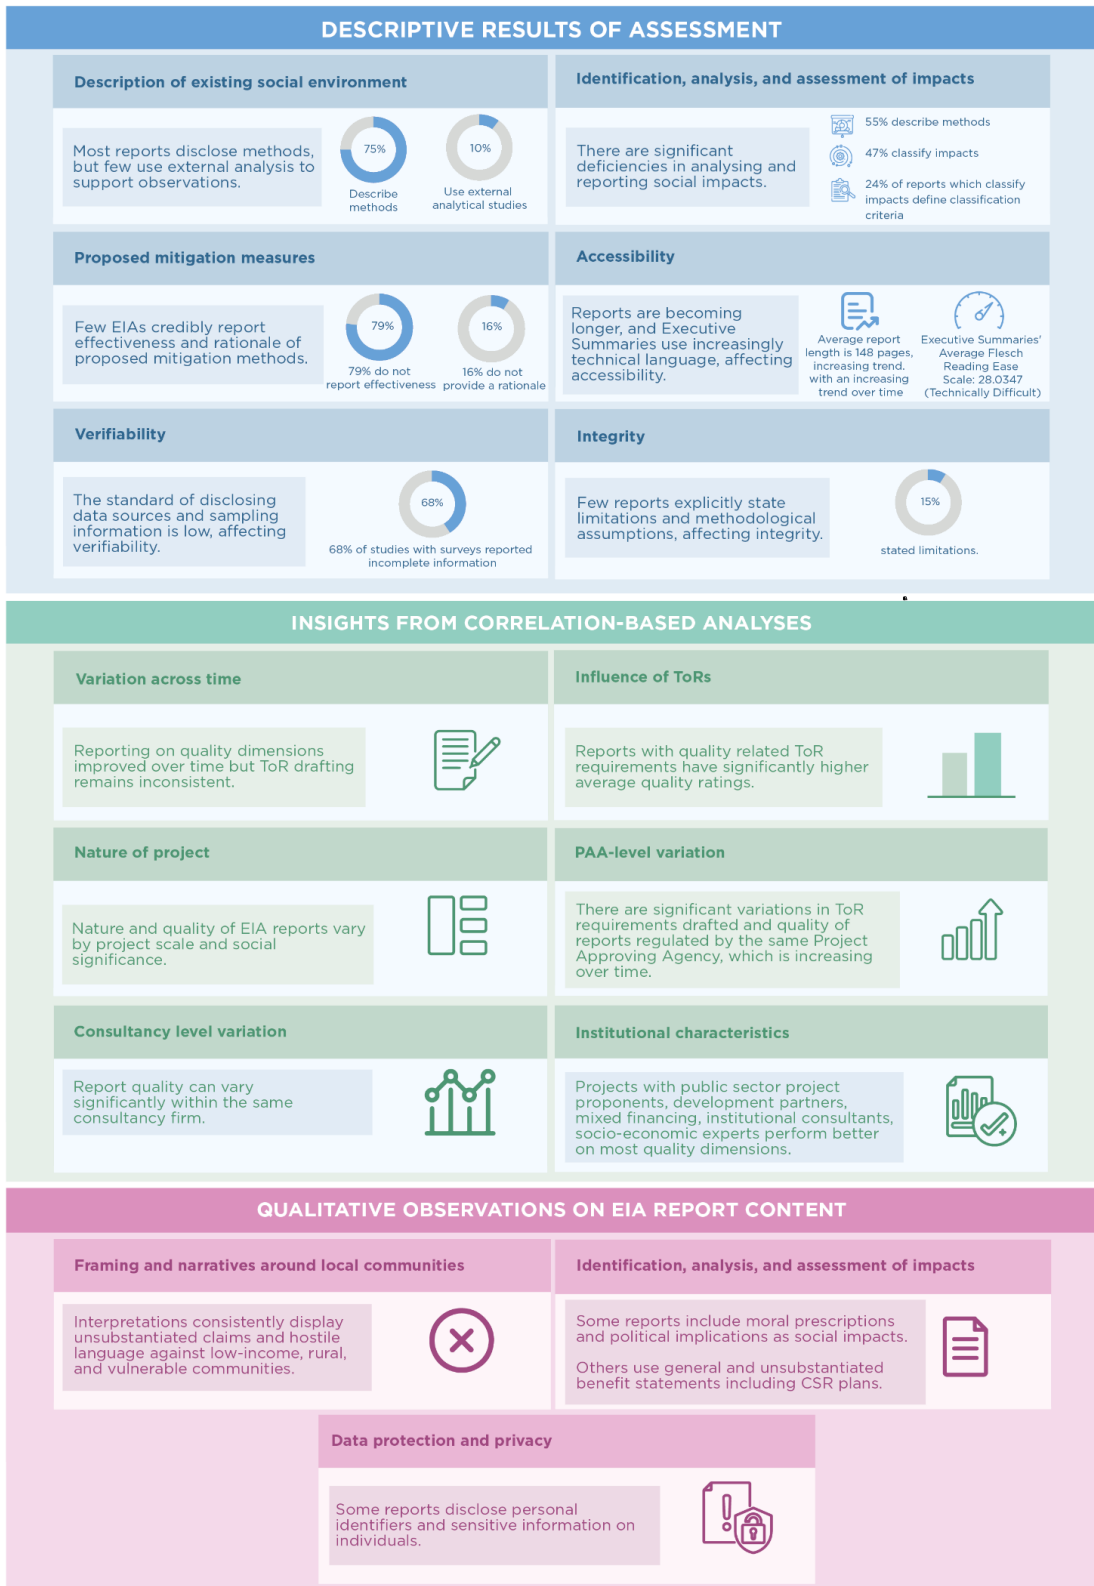 DESCRIPTIVE RESULTS OF ASSESSMENT
Description of existing social environment
Most reports disclose methods,
but few use external analysis to
support observations.
75%
Describe
methods
10%
Use external
analytical studies
Identification, analysis, and assessment of impacts
There are significant
deficiencies in analysing and
reporting social impacts.
55% describe methods
47% classify impacts
24% of reports which classify
impacts define classification
criteria
Proposed mitigation measures
Few EIAs credibly report
effectiveness and rationale of
proposed mitigation methods.
79%
79% do not
report effectiveness
16%
16% do not
provide a rationale
Accessibility
Reports are becoming
longer, and Executive
Summaries use increasingly
technical language, affecting
accessibility.
Average report
length is 148 pages,
increasing trend.
with an increasing
trend over time
Executive Summaries'
Average Flesch
Reading Ease
Scale: 28.0347
(Technically Difficult)
Verifiability
The standard of disclosing
data sources and sampling
information is low, affecting
verifiability.
68%
68% of studies with surveys reported
incomplete information
Integrity
Few reports explicitly state
limitations and methodological
assumptions, affecting integrity.
15%
stated limitations.
INSIGHTS FROM CORRELATION-BASED ANALYSES
Variation across time
Reporting on quality dimensions
improved over time but ToR drafting
remains inconsistent.
Influence of ToRs
Reports with quality related ToR
requirements have significantly higher
average quality ratings.
Nature of project
Nature and quality of EIA reports vary
by project scale and social
significance.
PAA-level variation
There are significant variations in ToR
requirements drafted and quality of
reports regulated by the same Project
Approving Agency, which is increasing
over time.
Consultancy level variation
Report quality can vary
significantly within the same
consultancy firm.
Institutional characteristics
Projects with public sector project
proponents, development partners,
mixed financing, institutional consultants,
socio-economic experts perform better
on most quality dimensions.
QUALITATIVE OBSERVATIONS ON EIA REPORT CONTENT
Framing and narratives around local communities
Interpretations consistently display
unsubstantiated claims and hostile
language against low-income, rural,
and vulnerable communities.
Identification, analysis, and assessment of impacts
Some reports include moral prescriptions
and political implications as social impacts.
Others use general and unsubstantiated
benefit statements including CSR plans.
Data protection and privacy
Some reports disclose personal
identifiers and sensitive information on
individuals.